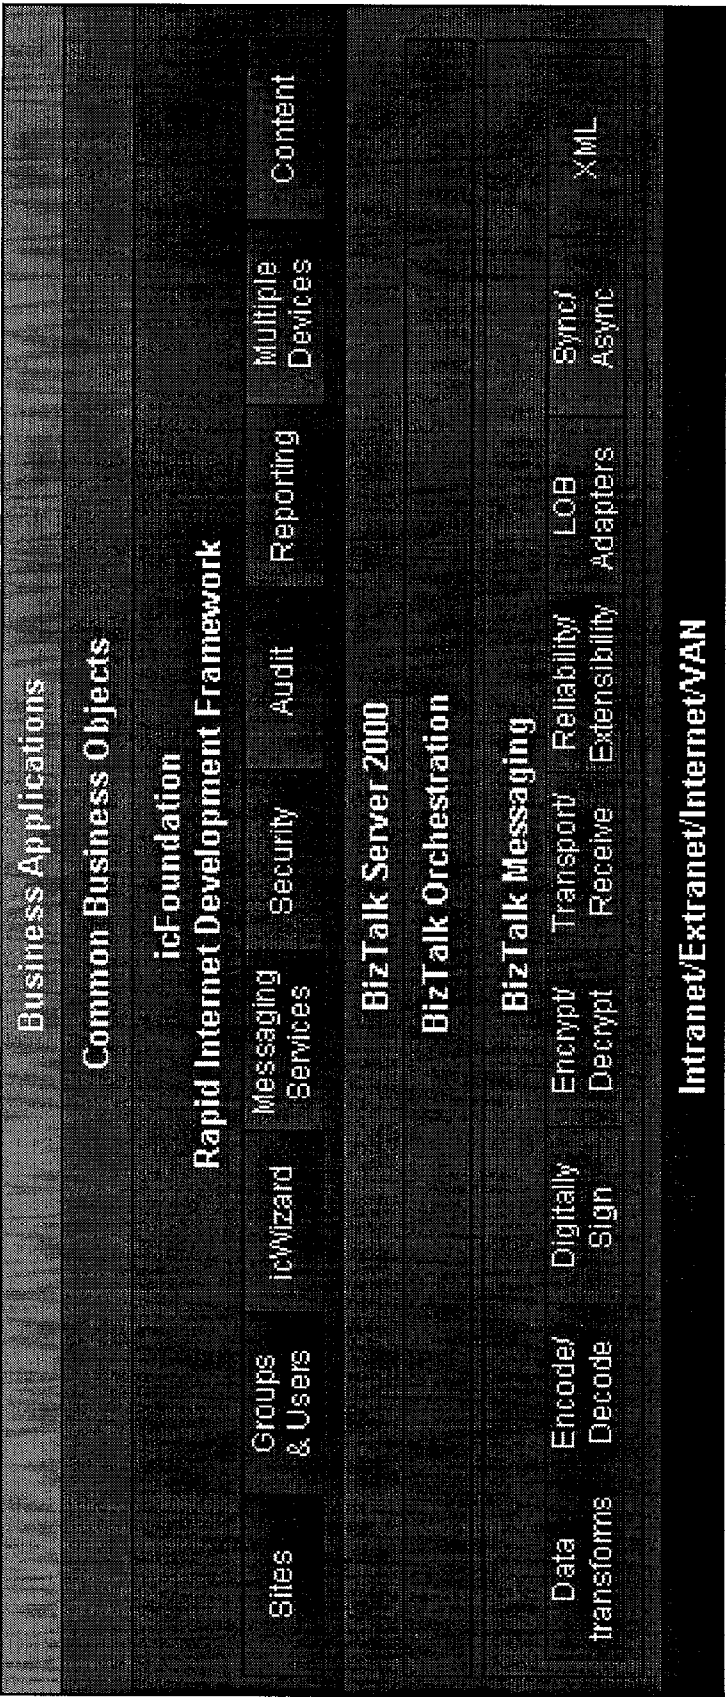 Business Applications
Common Business Objects
icFoundation
Rapid Internet Development Framework
Sites
Groups
& Users
icWizard
Messaging
Services
Security
Audit
Reporting
Multiple
Devices
Content
BizTalk Server 2000
BizTalk Orchestration
BizTalk Messaging
Data
transforms
Encode/
Decode
Digitally
Sign
Encrypt/
Decrypt
Transport/
Receive
Reliability/
Extensibility
LOB
Adapters
Sync/
Async
XML
Intranet/Extranet/Internet/VAN